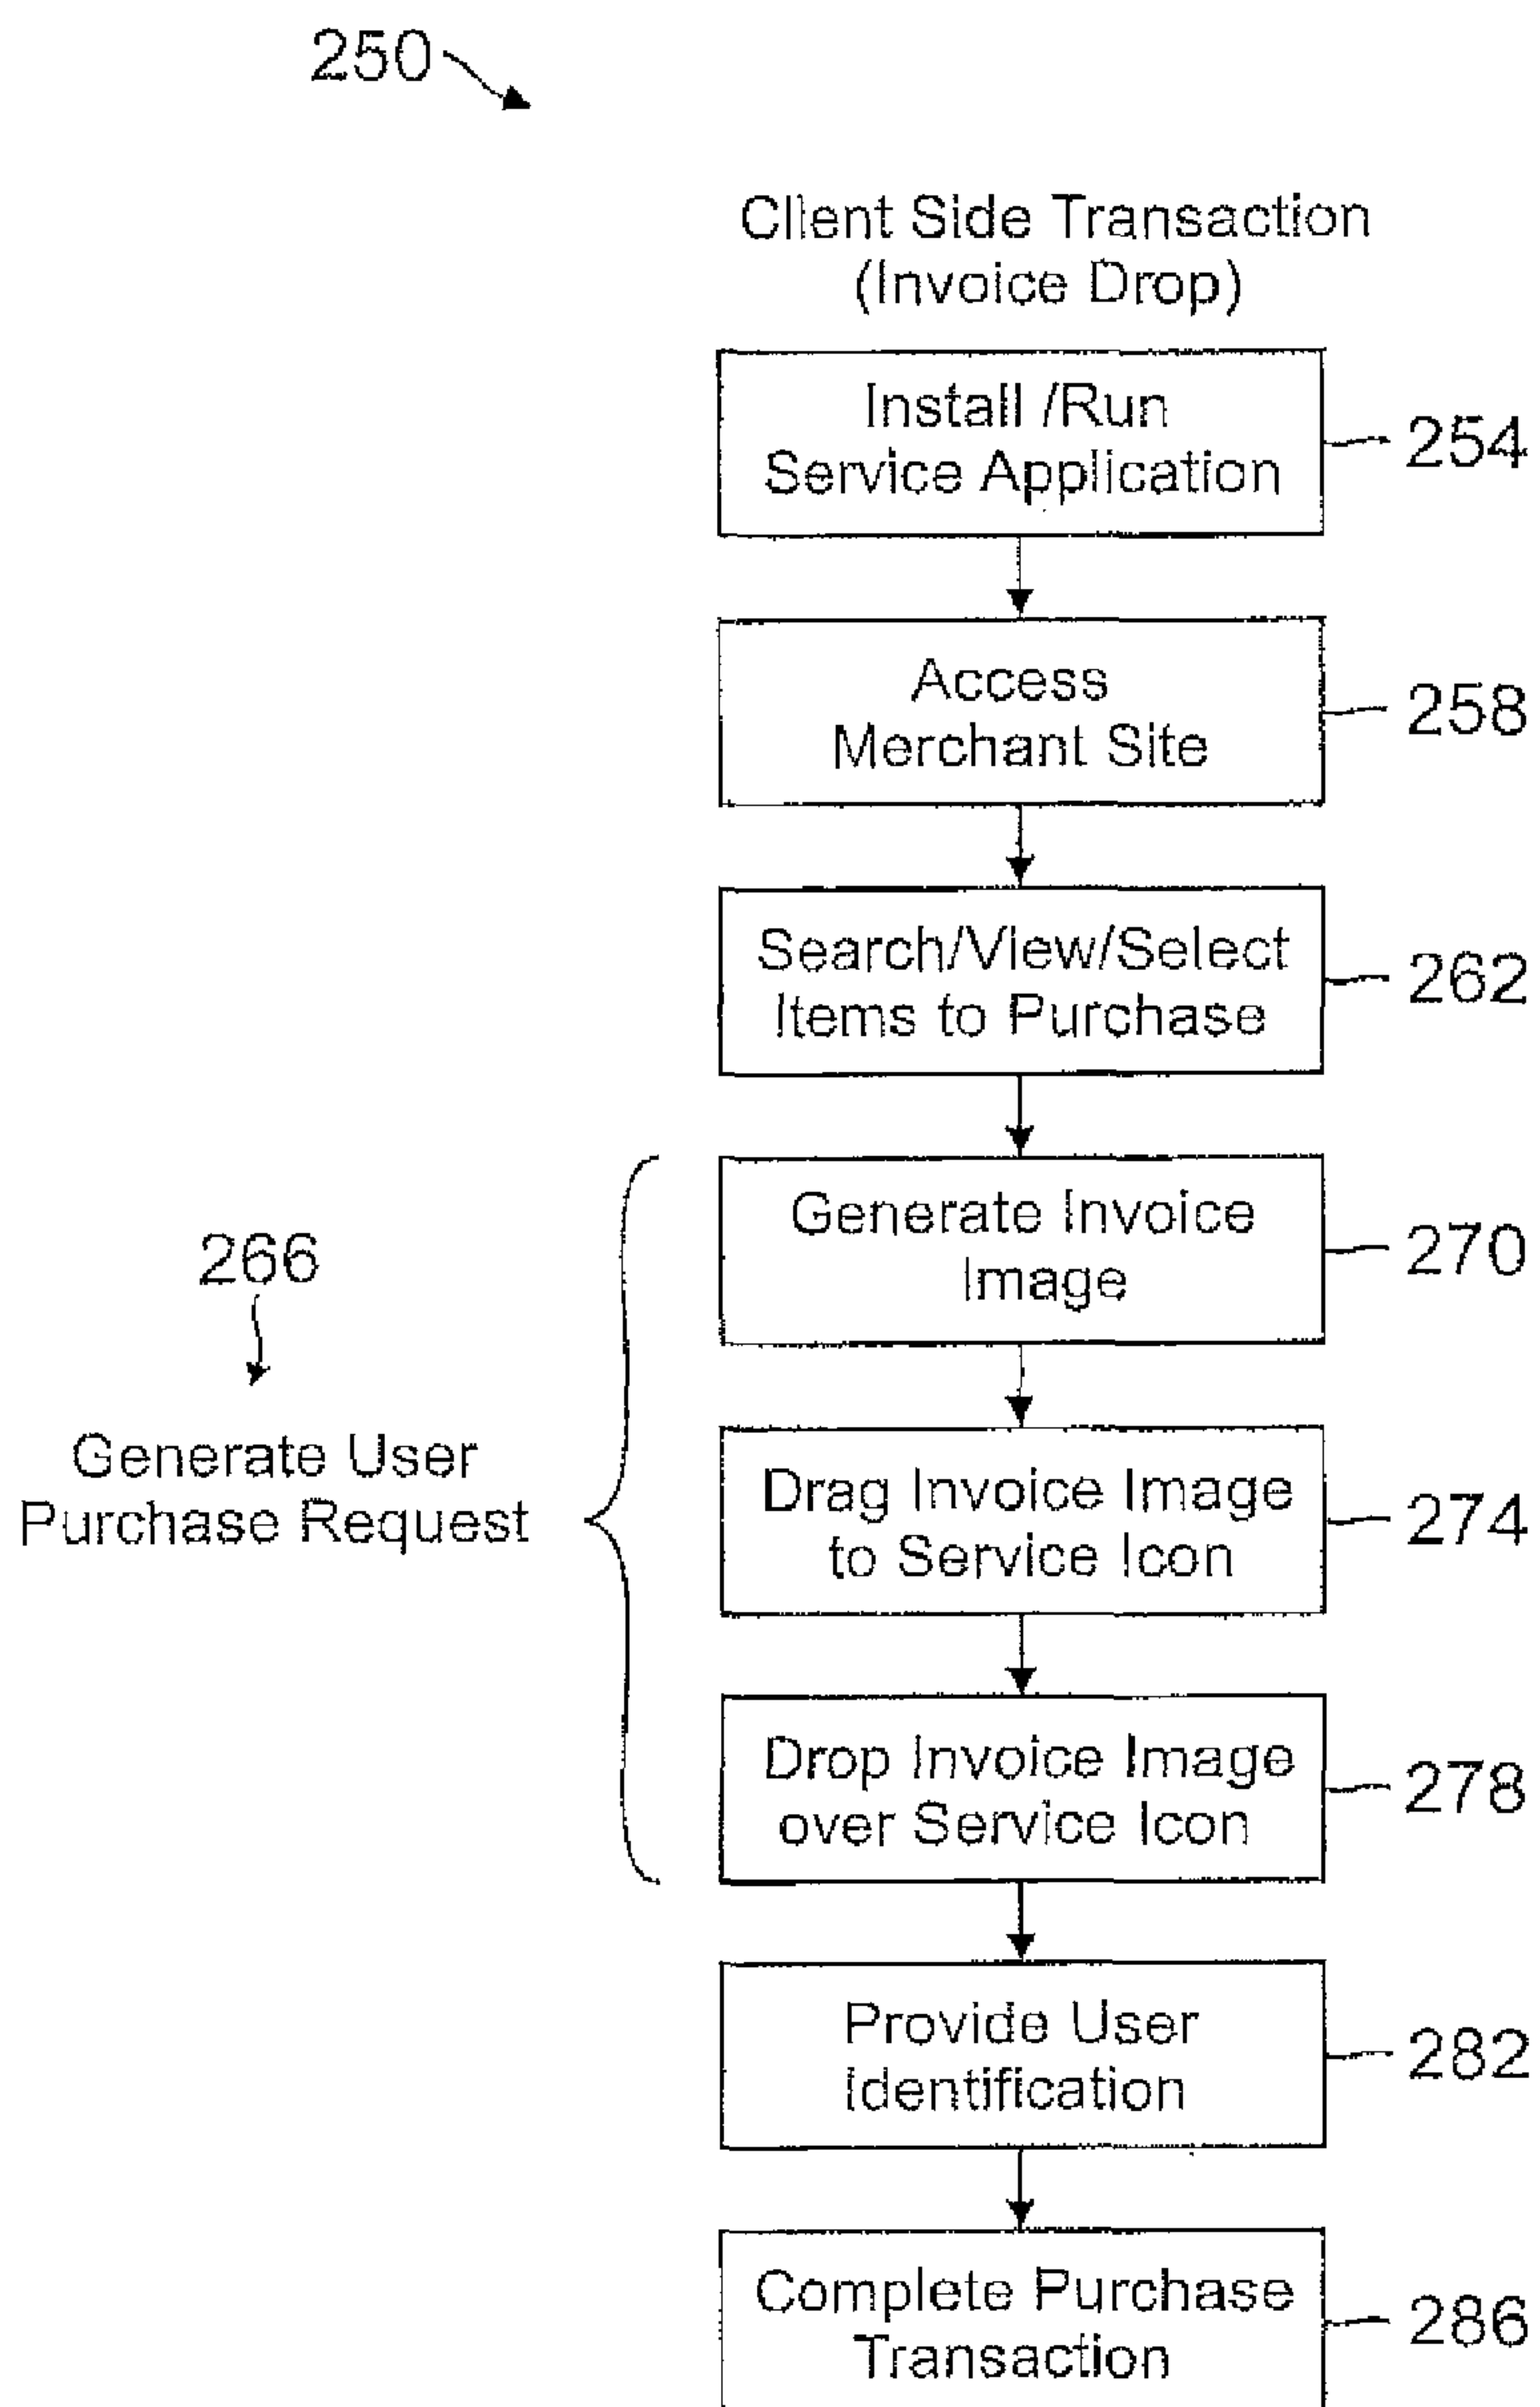 250
Client Side Transaction
(Invoice Drop)
Install /Run
Service Application
254
Access
Merchant Site
258
Search/View/Select
Items to Purchase
262
Generate Invoice
Image
270
266
Generate User
Purchase Request
Drag Invoice Image
to Service Icon
274
Drop Invoice Image
over Service Icon
278
Provide User
Identification
282
Complete Purchase
Transaction
286